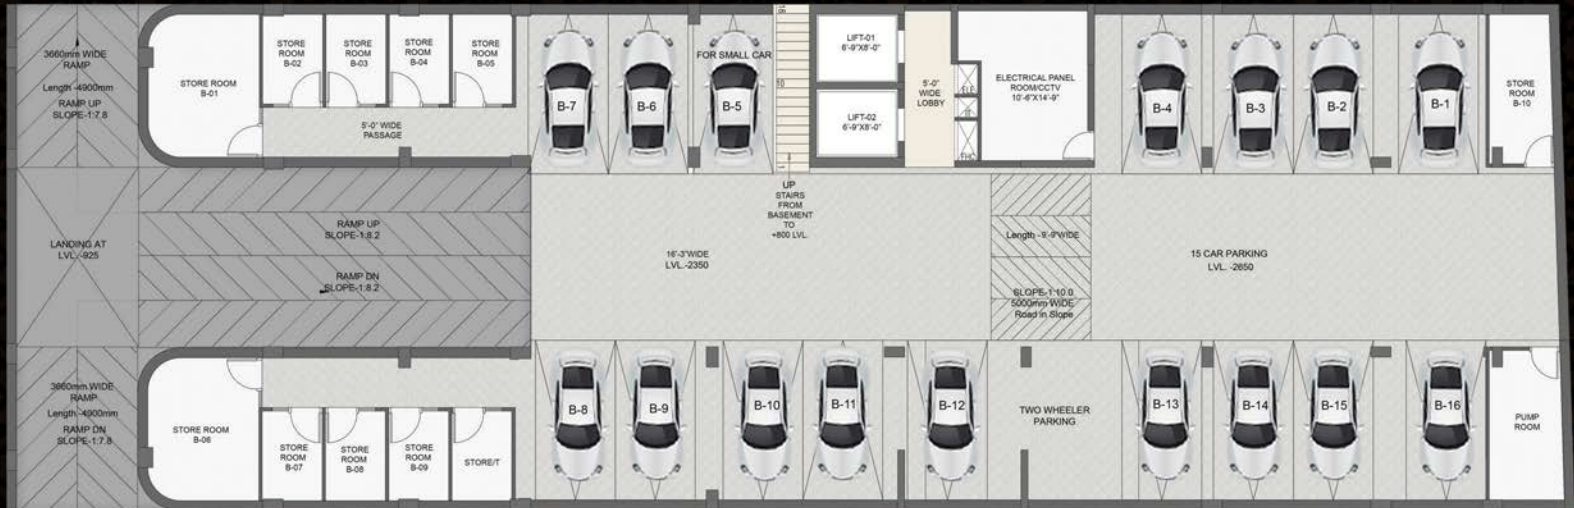 3660mm WIDE
RAMP
Length -4900mm
RAMP UP
SLOPE-1:7.8
STORE ROOM
B-01
STORE
ROOM
B-02
STORE
ROOM
B-03
STORE
ROOM
B-04
STORE
ROOM
B-05
5'-0" WIDE
PASSAGE
B-7
B-6
FOR SMALL CAR
B-5
18
10
1
LIFT-01
6'-9"X8'-0"
LIFT-02
6'-9"X8'-0"
5'-0"
WIDE
LOBBY
ELECTRICAL PANEL
ROOM/CCTV
10'-6"X14'-9"
B-4
B-3
B-2
B-1
STORE
ROOM
B-10
LANDING AT
LVL. -925
RAMP UP
SLOPE-1:8.2
RAMP DN
SLOPE-1:8.2
16'-3"WIDE
LVL.-2350
UP
STAIRS
FROM
BASEMENT
TO
+800 LVL.
Length -9'-9"WIDE
SLOPE-1:10.0
5000mm WIDE
Road in Slope
15 CAR PARKING
LVL. -2650
3660mm WIDE
RAMP
Length -4900mm
RAMP DN
SLOPE-1:7.8
STORE ROOM
B-06
STORE
ROOM
B-07
STORE
ROOM
B-08
STORE
ROOM
B-09
STORE/T
B-8
B-9
B-10
B-11
B-12
TWO WHEELER
PARKING
B-13
B-14
B-15
B-16
PUMP
ROOM